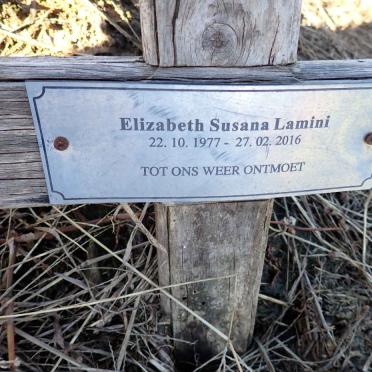 Elizabeth Susana Lamini
22. 10. 1977 - 27. 02. 2016
TOT ONS WEER ONTMOET